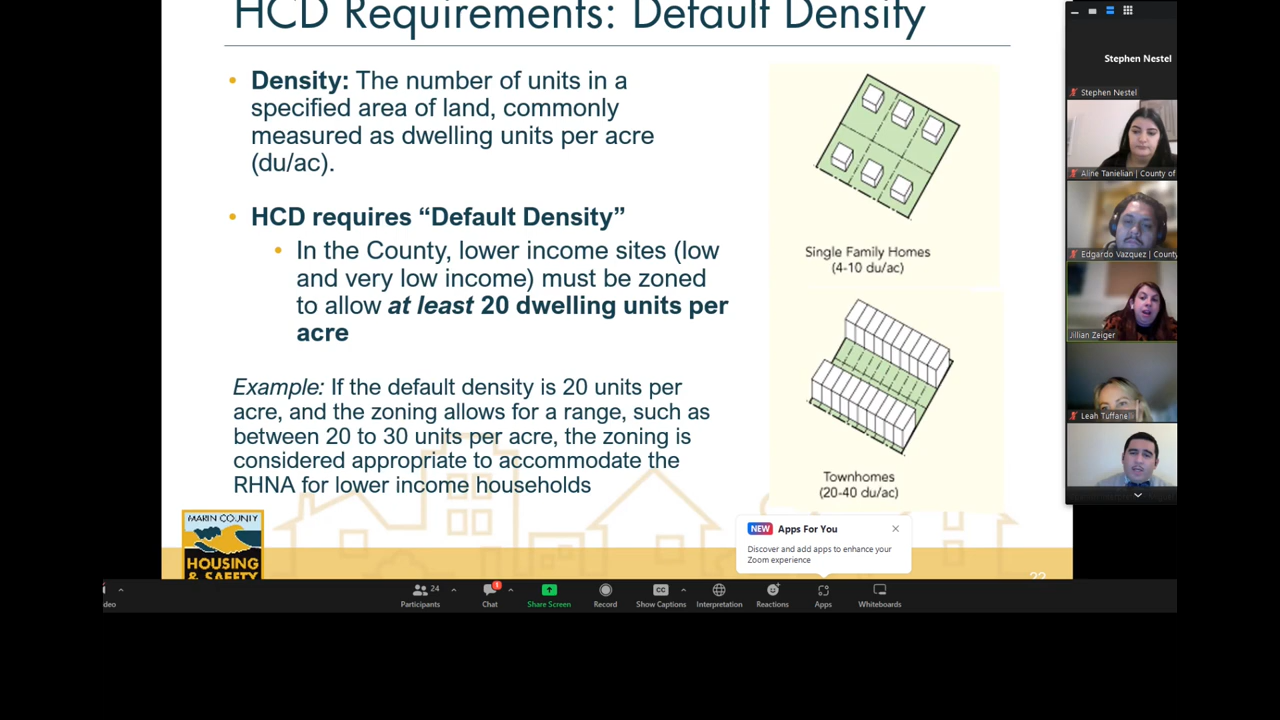 HCD Requirements: Default Density
• Density: The number of units in a
specified area of land, commonly
measured as dwelling units per acre
(du/ac).
• HCD requires “Default Density”
• In the County, lower income sites (low
and very low income) must be zoned
to allow at least 20 dwelling units per
acre
Example: If the default density is 20 units per
acre, and the zoning allows for a range, such as
between 20 to 30 units per acre, the zoning is
considered appropriate to accommodate the
RHNA for lower income households
Single Family Homes
(4-10 du/ac)
Townhomes
(20-40 du/ac)
MARIN COUNTY
HOUSING
& SAFETY
22
Stephen Nestel
Stephen Nestel
Aline Tanielian | County of
Edgardo Vazquez | County
Jillian Zeiger
Leah Tuffanelli
NEW Apps For You
Discover and add apps to enhance your
Zoom experience
deo
Participants
24
Chat
1
Share Screen
Record
CC
Show Captions
Interpretation
Reactions
Apps
Whiteboards